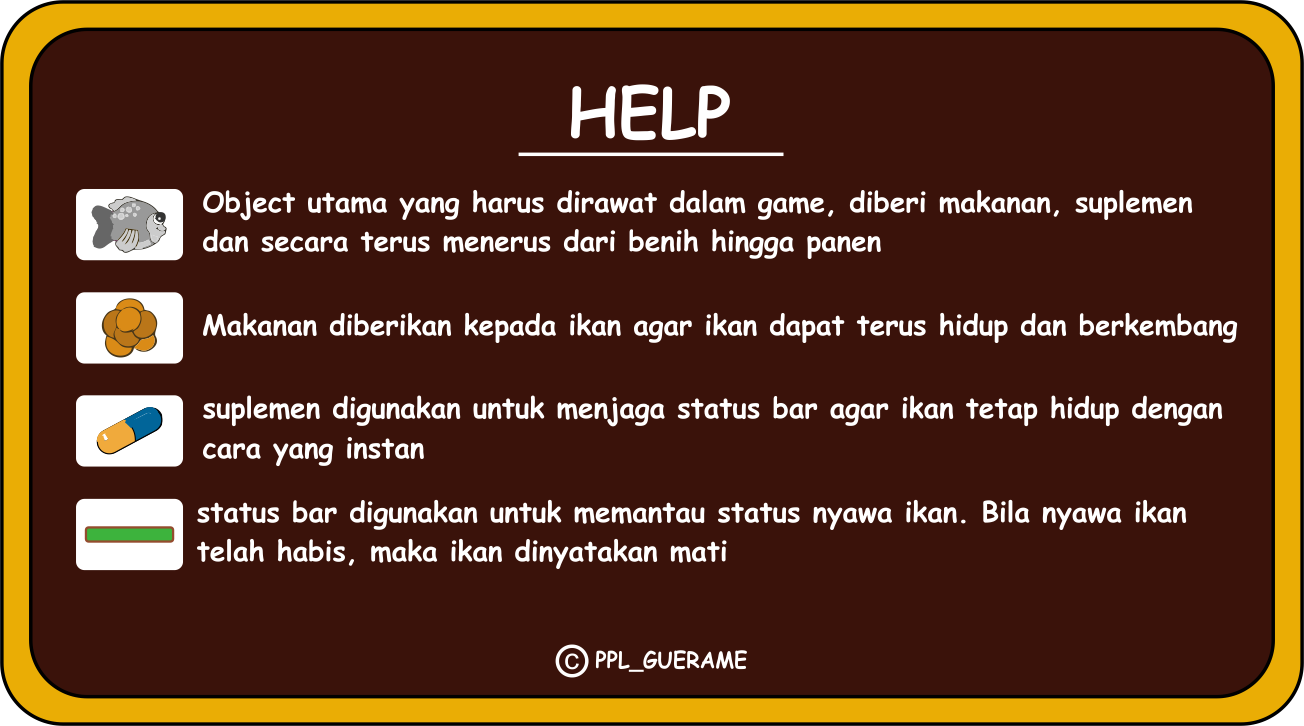 HELP
Object utama yang harus dirawat dalam game, diberi makanan, suplemen
dan secara terus menerus dari benih hingga panen
Makanan diberikan kepada ikan agar ikan dapat terus hidup dan berkembang
suplemen digunakan untuk menjaga status bar agar ikan tetap hidup dengan
cara yang instan
status bar digunakan untuk memantau status nyawa ikan. Bila nyawa ikan
telah habis, maka ikan dinyatakan mati
© PPL_GUERAME